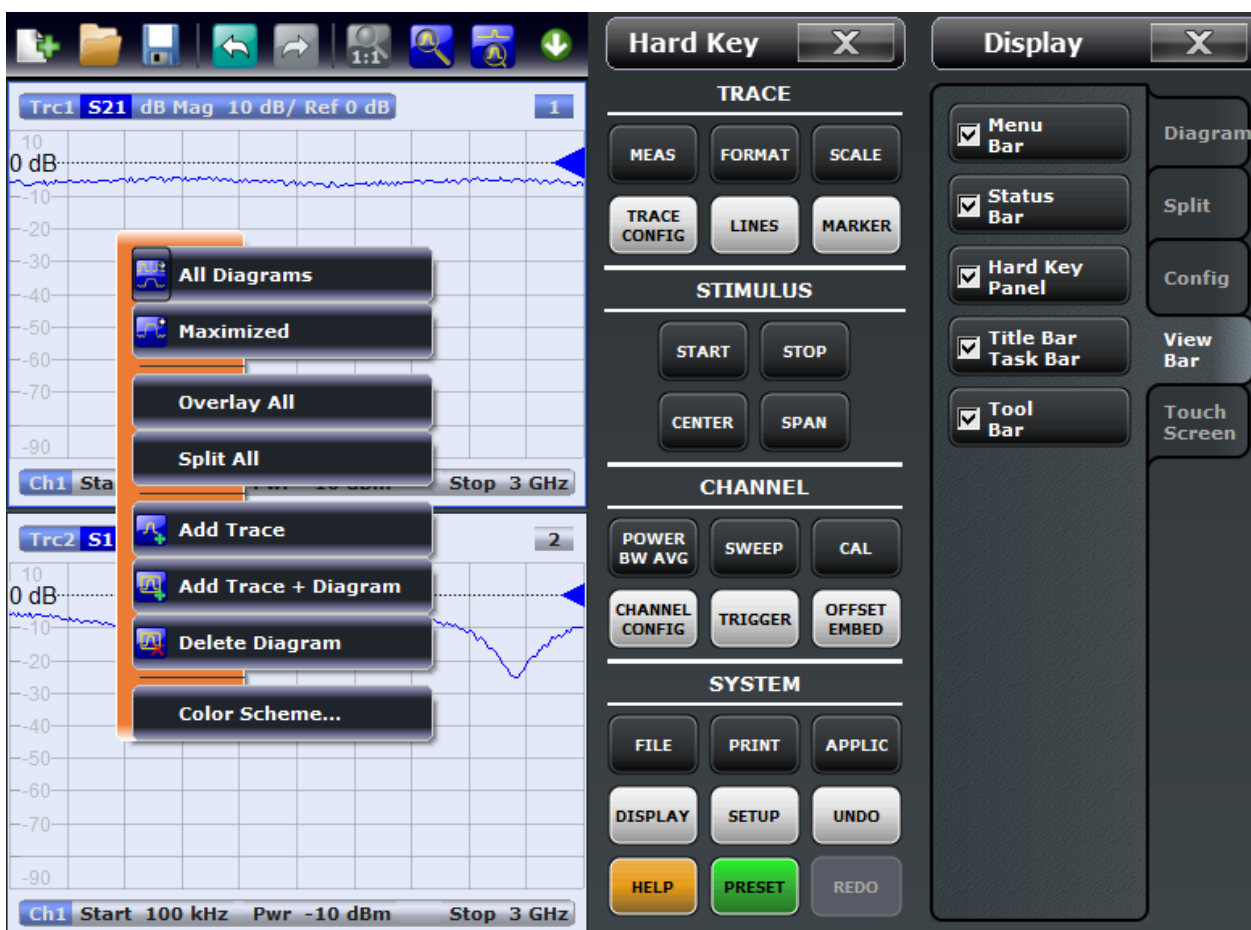 1:1
Trc1 S21 dB Mag 10 dB/ Ref 0 dB 1
10
0 dB
-10
-20
-30
-40
-50
-60
-70
-90
Ch1 Sta
Stop 3 GHz
All Diagrams
Maximized
Overlay All
Split All
Add Trace
Add Trace + Diagram
Delete Diagram
Color Scheme...
Trc2 S1
2
10
0 dB
-10
-20
-30
-40
-50
-60
-70
-90
Ch1 Start 100 kHz Pwr -10 dBm Stop 3 GHz
Hard Key X
TRACE
MEAS FORMAT SCALE
TRACE
CONFIG
LINES MARKER
STIMULUS
START STOP
CENTER SPAN
CHANNEL
POWER
BW AVG
SWEEP CAL
CHANNEL
CONFIG
TRIGGER
OFFSET
EMBED
SYSTEM
FILE PRINT APPLIC
DISPLAY SETUP UNDO
HELP PRESET REDO
Display X
Menu
Bar
Status
Bar
Hard Key
Panel
Title Bar
Task Bar
Tool
Bar
Diagram
Split
Config
View
Bar
Touch
Screen